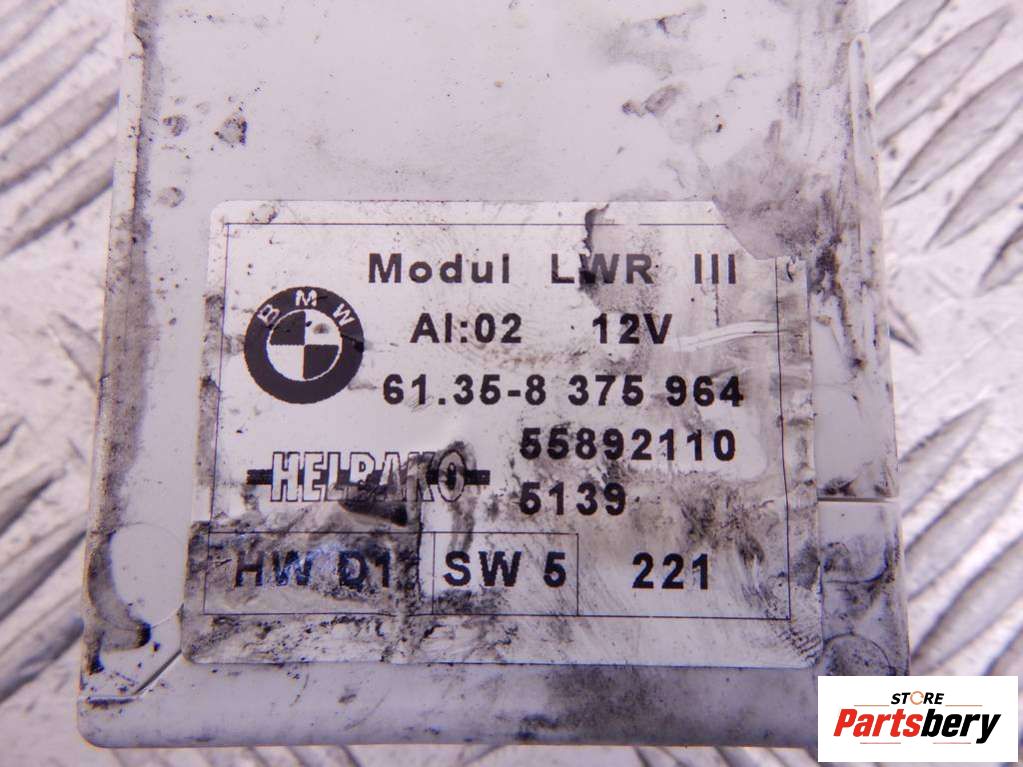 Modul LWR III
BMW
AI:02 12V
61.35-8 375 964
55892110
HELBAKO
5139
HW D1 SW 5 221
STORE
Partsbery